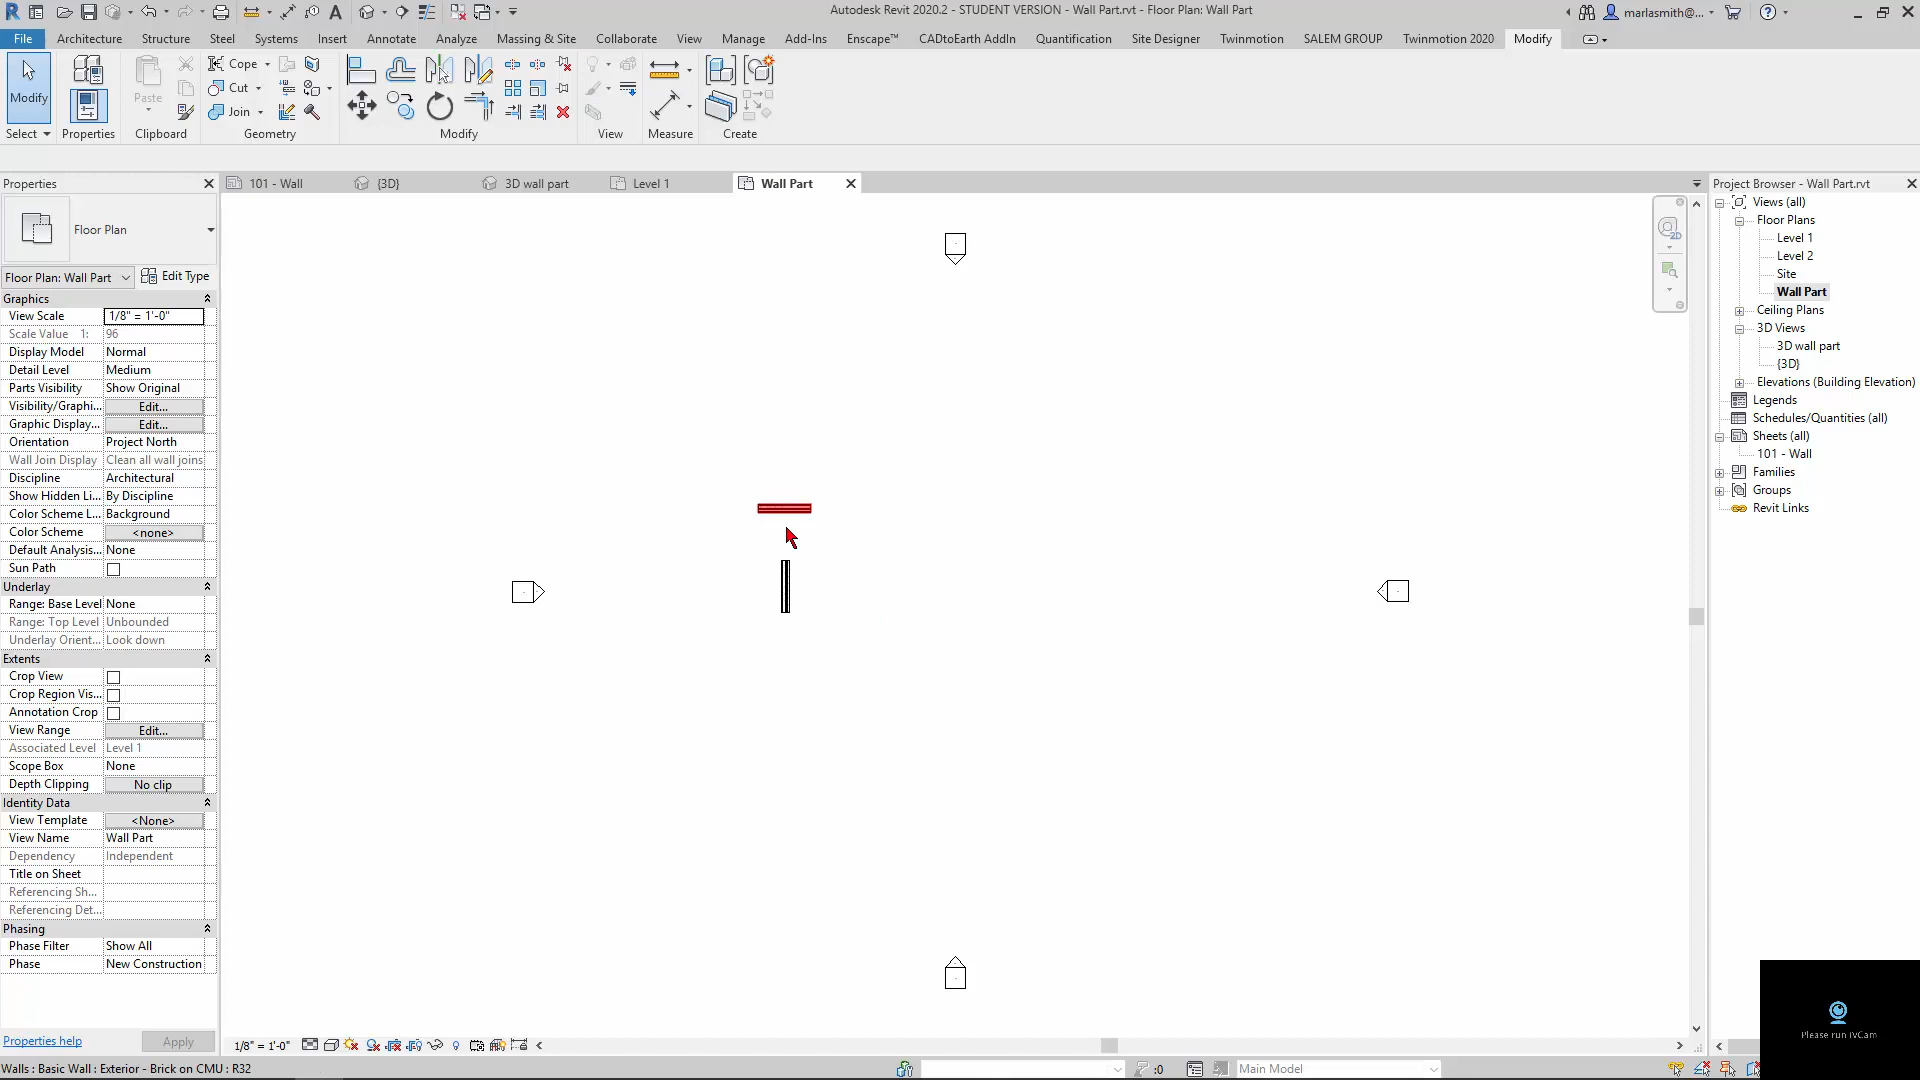 Autodesk Revit 2020.2 - STUDENT VERSION - Wall Part.rvt - Floor Plan: Wall Part
marlasmith@...
File Architecture Structure Steel Systems Insert Annotate Analyze Massing & Site Collaborate View Manage Add-Ins Enscape™ CADtoEarth AddIn Quantification Site Designer Twinmotion SALEM GROUP Twinmotion 2020 Modify
Cope
Modify Paste Cut
Join
Select Properties Clipboard Geometry Modify View Measure Create
Properties 101 - Wall {3D} 3D wall part Level 1 Wall Part
Floor Plan
Floor Plan: Wall Part Edit Type
Graphics
View Scale 1/8" = 1'-0"
Scale Value 1: 96
Display Model Normal
Detail Level Medium
Parts Visibility Show Original
Visibility/Graphi... Edit...
Graphic Display... Edit...
Orientation Project North
Wall Join Display Clean all wall joins
Discipline Architectural
Show Hidden Li... By Discipline
Color Scheme L... Background
Color Scheme <none>
Default Analysis... None
Sun Path
Underlay
Range: Base Level None
Range: Top Level Unbounded
Underlay Orient... Look down
Extents
Crop View
Crop Region Vis...
Annotation Crop
View Range Edit...
Associated Level Level 1
Scope Box None
Depth Clipping No clip
Identity Data
View Template <None>
View Name Wall Part
Dependency Independent
Title on Sheet
Referencing Sh...
Referencing Det...
Phasing
Phase Filter Show All
Phase New Construction
Properties help Apply
2D
Project Browser - Wall Part.rvt
Views (all)
Floor Plans
Level 1
Level 2
Site
Wall Part
Ceiling Plans
3D Views
3D wall part
{3D}
Elevations (Building Elevation)
Legends
Schedules/Quantities (all)
Sheets (all)
101 - Wall
Families
Groups
Revit Links
Please run iVCam
1/8" = 1'-0"
Walls : Basic Wall : Exterior - Brick on CMU : R32
:0 Main Model